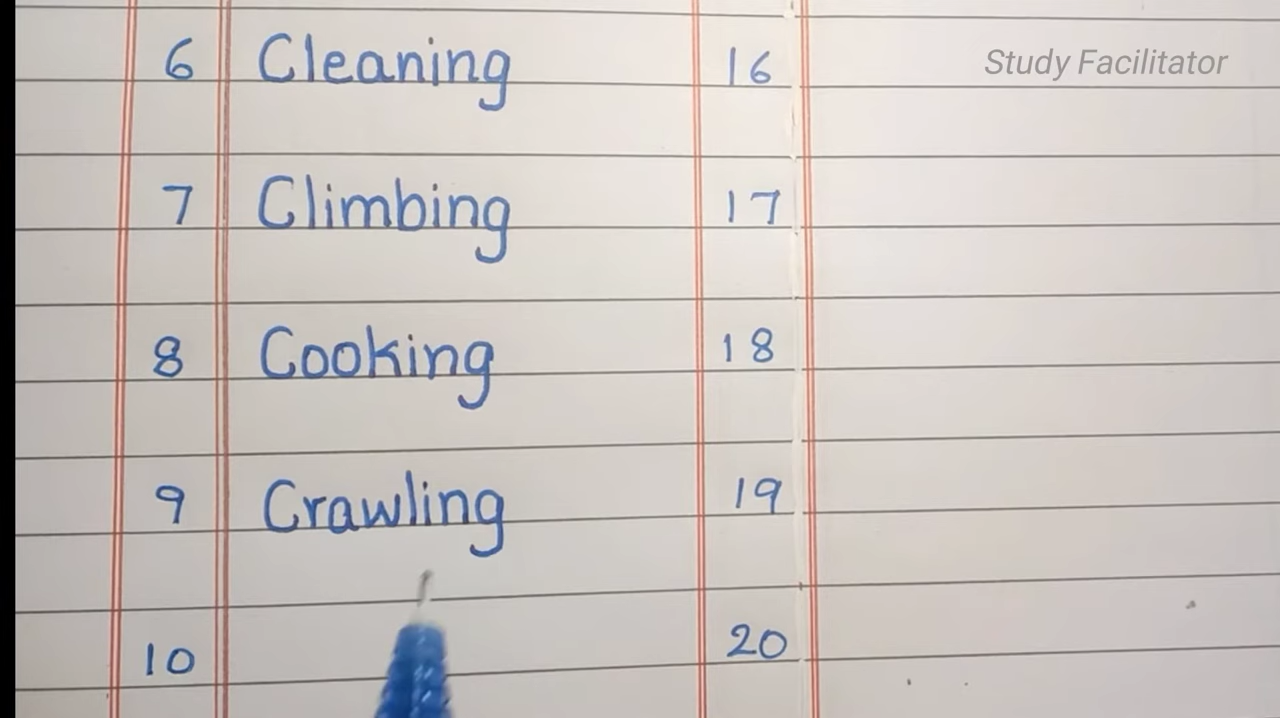 Study Facilitator
6 Cleaning 16
7 Climbing 17
8 Cooking 18
9 Crawling 19
10 20